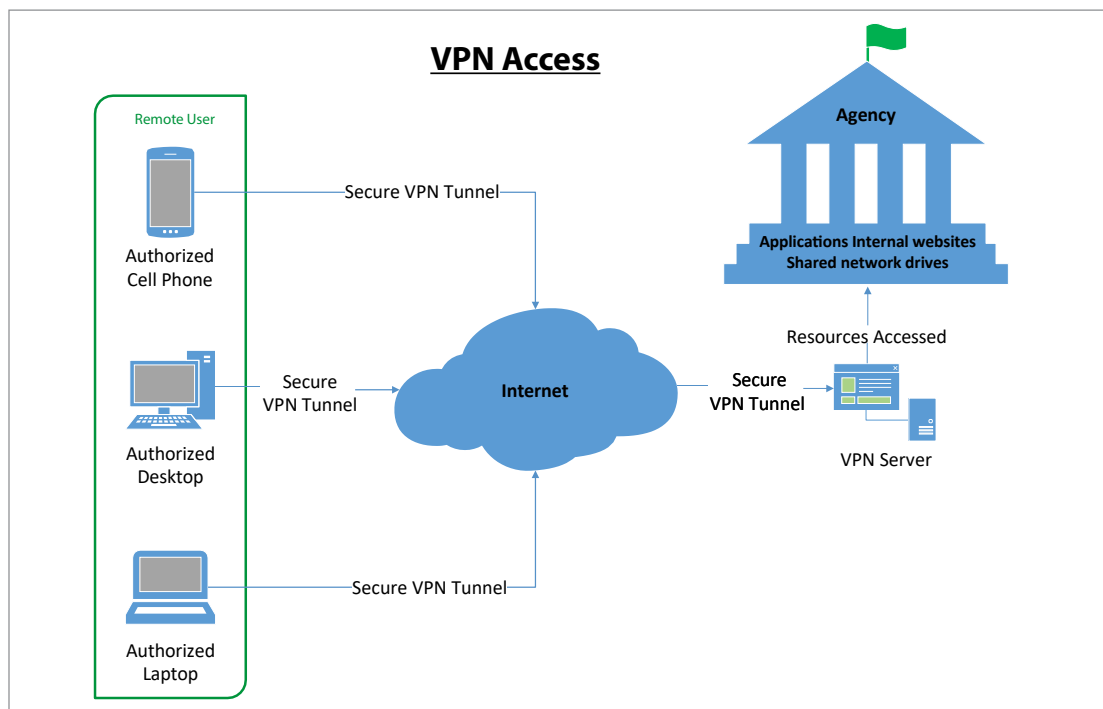 VPN Access
Remote User
Authorized
Cell Phone
Secure VPN Tunnel
Authorized
Desktop
Secure
VPN Tunnel
Authorized
Laptop
Secure VPN Tunnel
Internet
Secure
VPN Tunnel
VPN Server
Resources Accessed
Agency
Applications Internal websites
Shared network drives